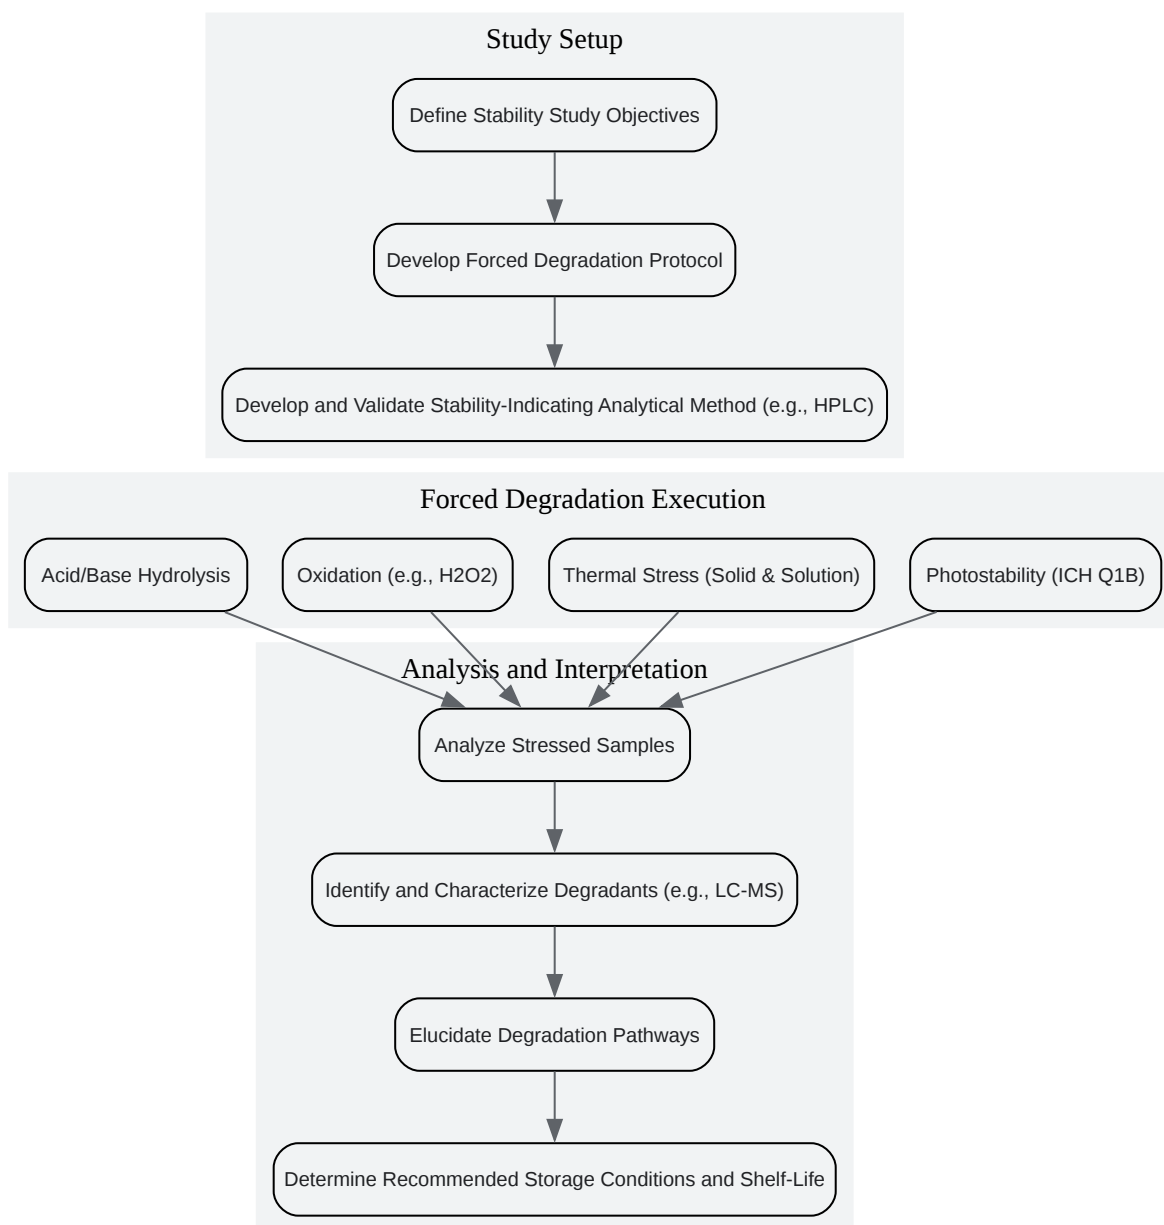 Study Setup
Define Stability Study Objectives
Develop Forced Degradation Protocol
Develop and Validate Stability-Indicating Analytical Method (e.g., HPLC)
Forced Degradation Execution
Acid/Base Hydrolysis
Oxidation (e.g., H2O2)
Thermal Stress (Solid & Solution)
Photostability (ICH Q1B)
Analysis and Interpretation
Analyze Stressed Samples
Identify and Characterize Degradants (e.g., LC-MS)
Elucidate Degradation Pathways
Determine Recommended Storage Conditions and Shelf-Life